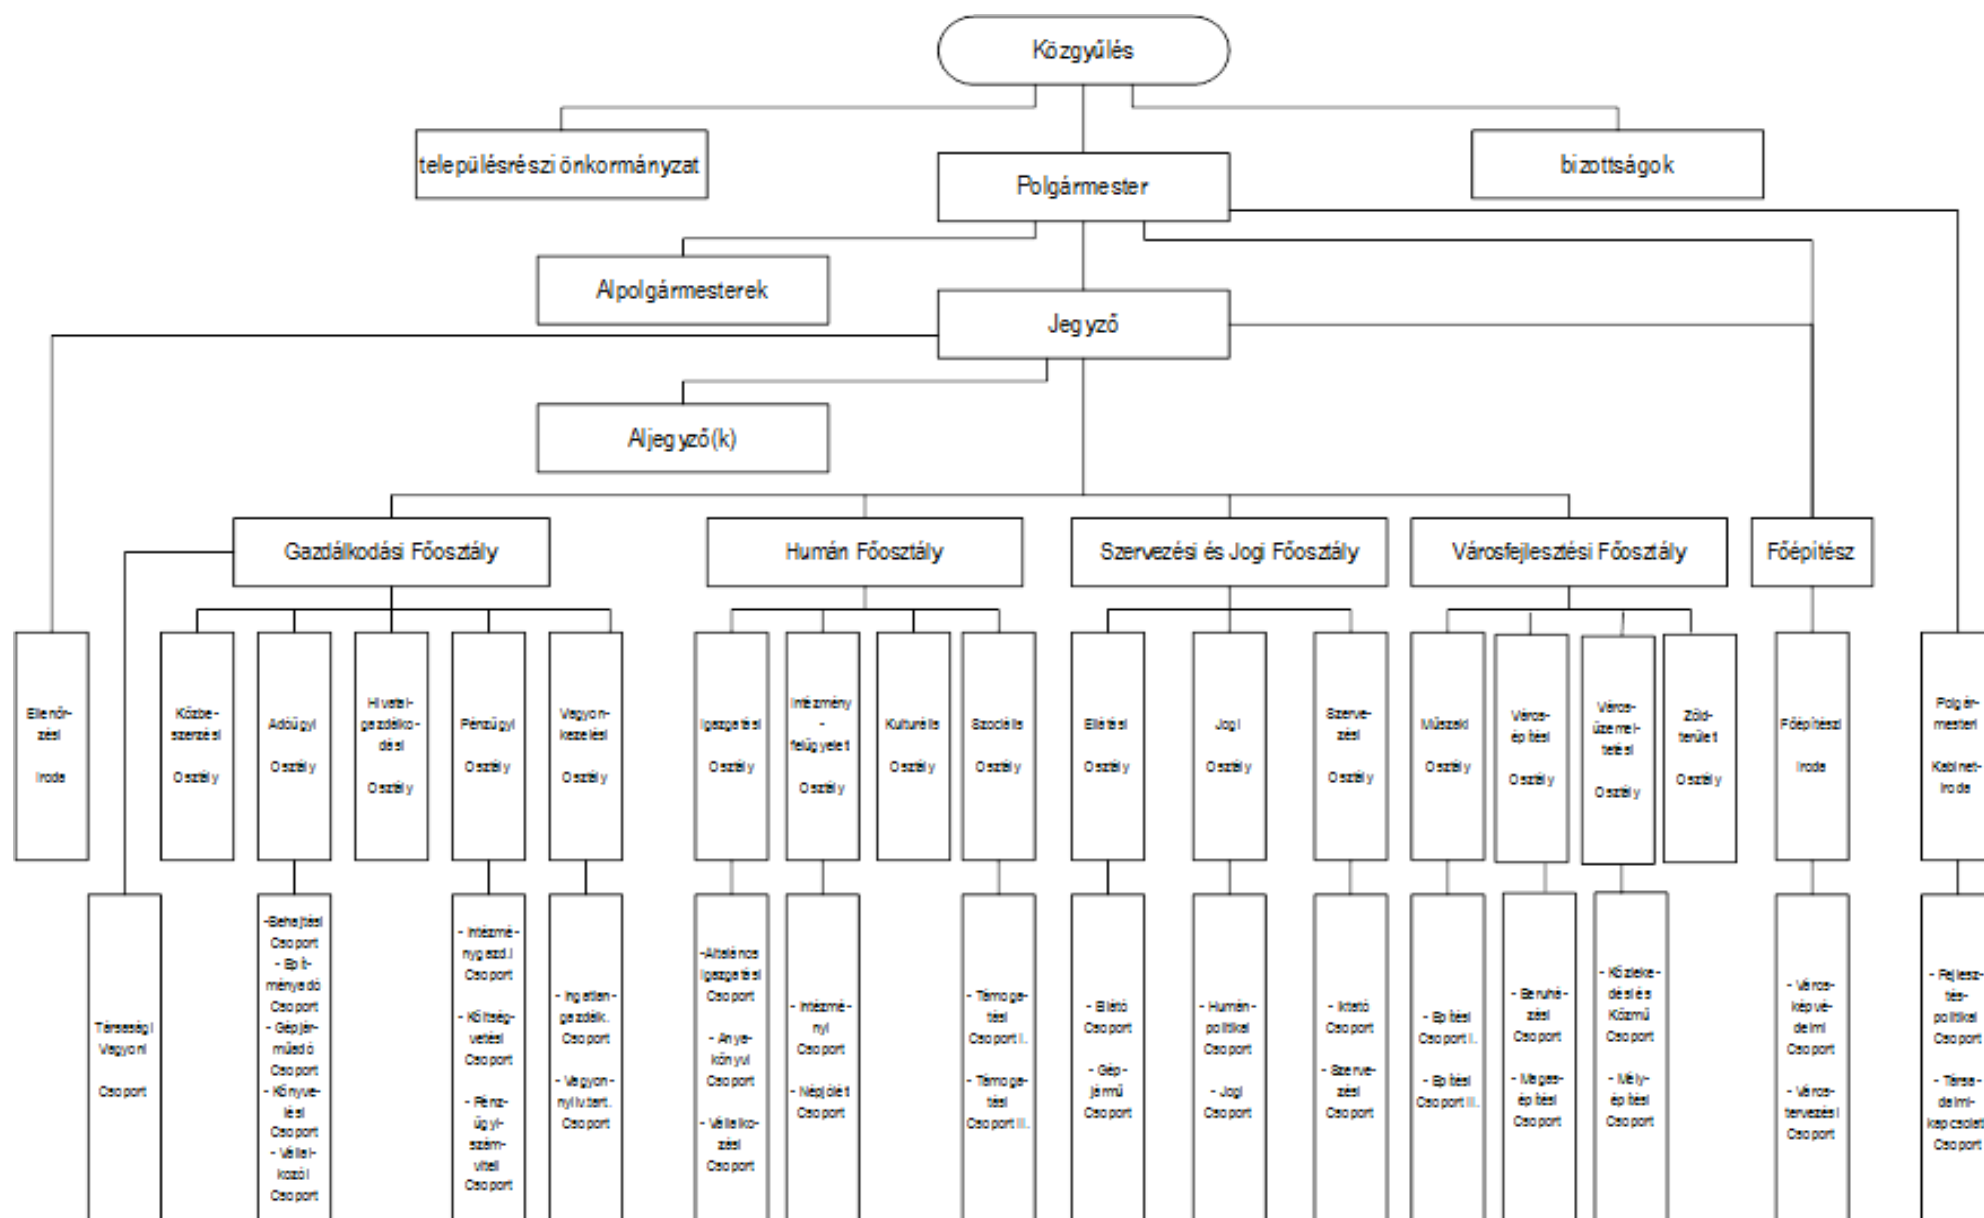 Közgyűlés
településrészi önkormányzat
bizottságok
Polgármester
Alpolgármesterek
Jegyző
Aljegyző(k)
Gazdálkodási Főosztály
Humán Főosztály
Szervezési és Jogi Főosztály
Városfejlesztési Főosztály
Főépítész
Ellenőr-
zési
Iroda
Közbe-
szerzési
Osztály
Adóügyi
Osztály
Hivatal-
gazdálko-
dási
Osztály
Pénzügyi
Osztály
Vagyon-
kezelési
Osztály
Igazgatási
Osztály
Intézmény
-
felügyelet
Osztály
Kulturális
Osztály
Szociális
Osztály
Ellátási
Osztály
Jogi
Osztály
Szerve-
zési
Osztály
Műszaki
Osztály
Város-
építési
Osztály
Város-
üzemel-
tetési
Osztály
Zöld-
terület
Osztály
Főépítészi
Iroda
Polgár-
mesteri
Kabinet-
iroda
Társasági
Vagyoni
Csoport
-Behajtási
Csoport
- Épít-
ményadó
Csoport
- Gépjár-
műadó
Csoport
- Könyve-
lési
Csoport
- Vállal-
kozói
Csoport
- Intézmé-
nygazd.i
Csoport
- Költség-
vetési
Csoport
- Pénz-
ügyi-
szám-
viteli
Csoport
- Ingatlan-
gazdálk.
Csoport
- Vagyon-
nyilvtart.
Csoport
-Általános
Igazgatási
Csoport
- Anya-
könyvi
Csoport
- Vállalko-
zási
Csoport
- Intézmé-
nyi
Csoport
- Népjólét
Csoport
- Támoga-
tási
Csoport I.
- Támoga-
tási
Csoport II.
- Ellátó
Csoport
- Gép-
jármű
Csoport
- Humán-
politikai
Csoport
- Jogi
Csoport
- Iktató
Csoport
- Szerve-
zési
Csoport
- Építési
Csoport I.
- Építési
Csoport II.
- Beruhá-
zási
Csoport
- Magas-
építési
Csoport
- Közleke-
dési és
Közmű
Csoport
- Mély-
építési
Csoport
- Város-
képvé-
delmi
Csoport
- Város-
tervezési
Csoport
- Fejlesz-
tés-
politikai
Csoport
- Társa-
dalmi-
kapcsolat
Csoport